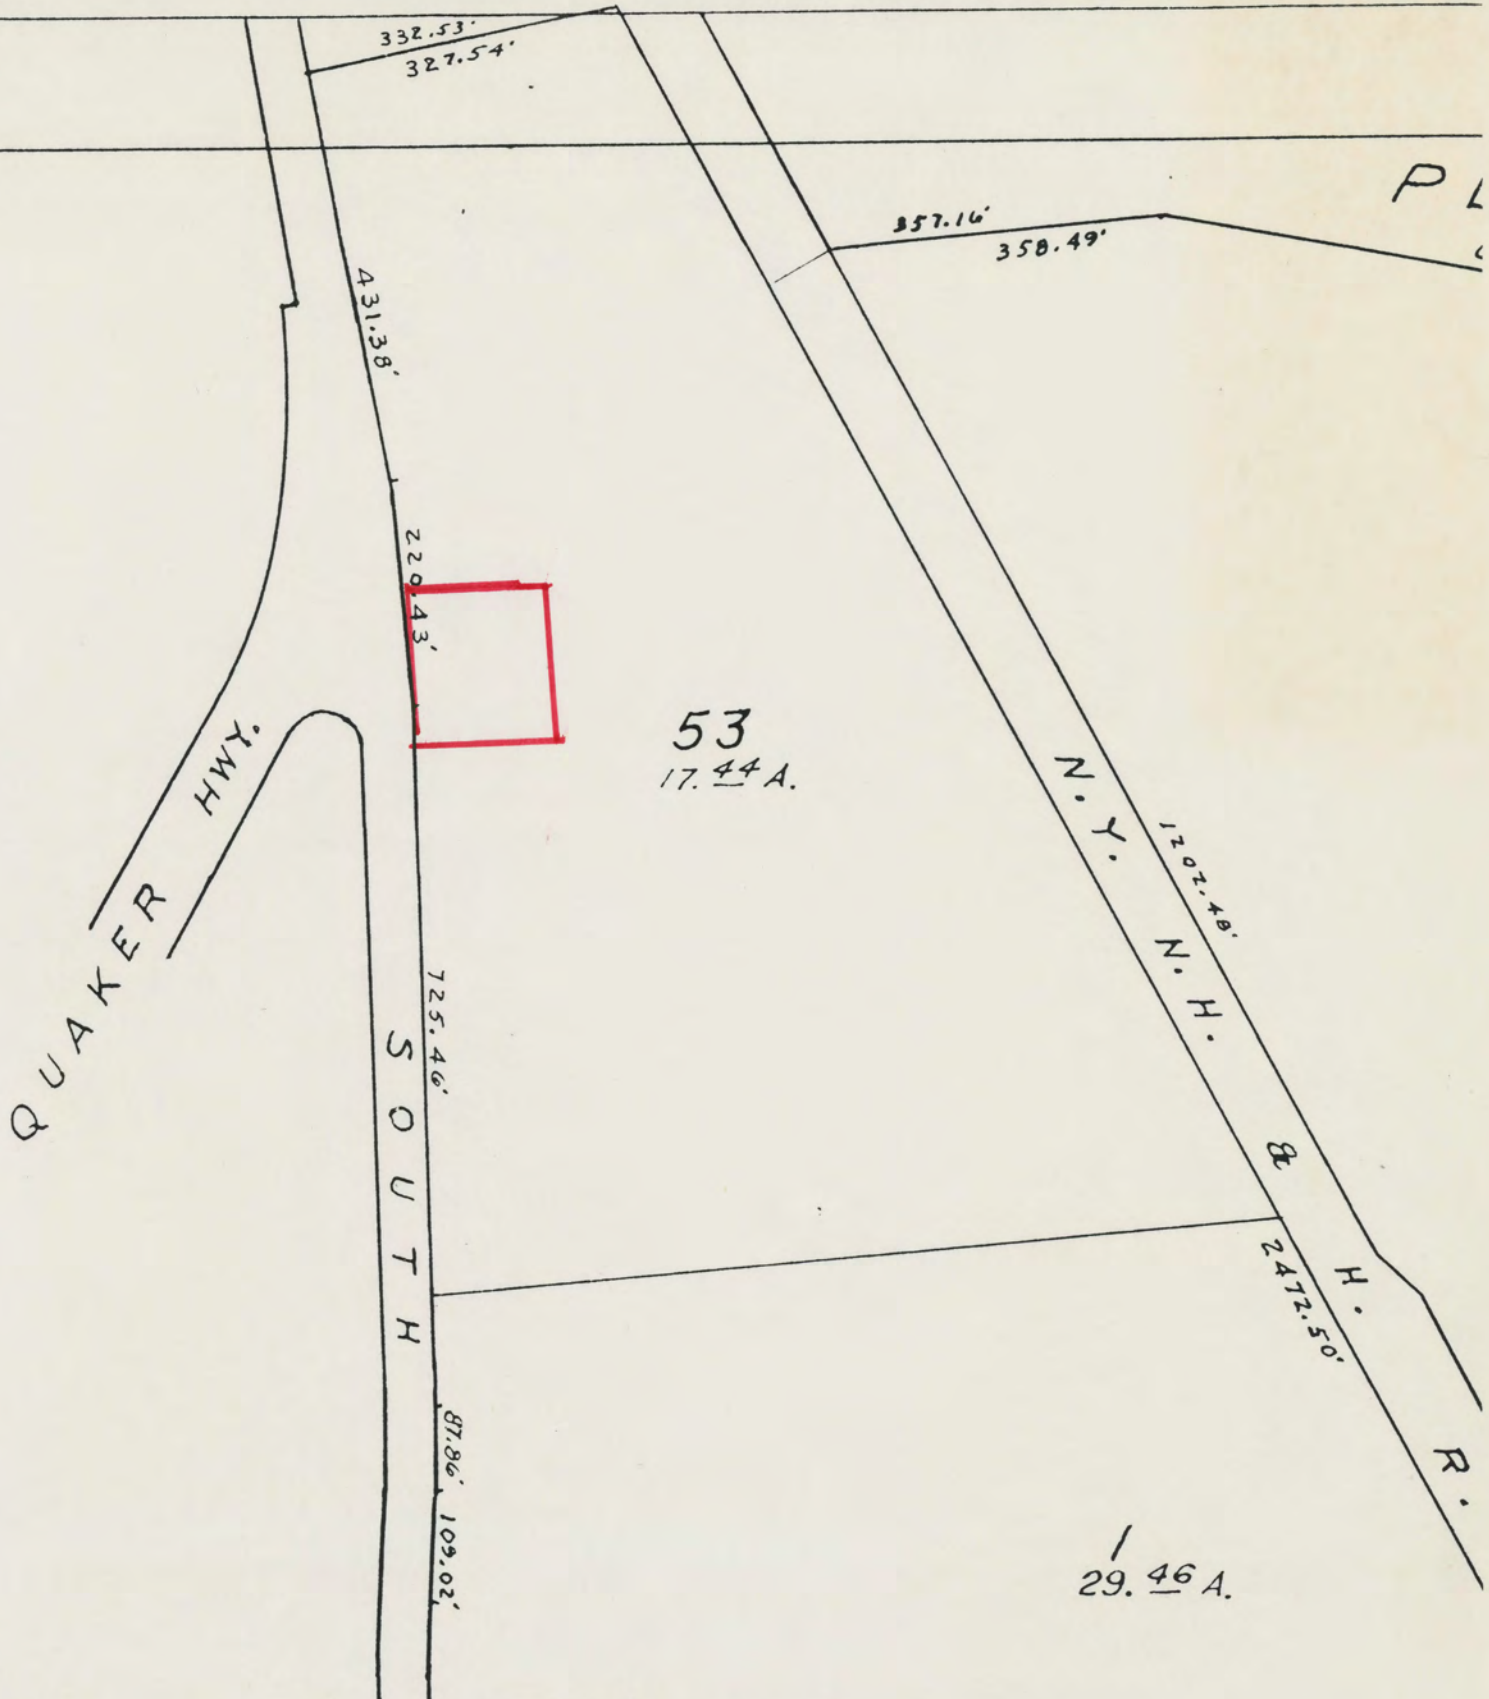 332.53'
327.54'
P L
357.16'
358.49'
431.38'
220.43'
53
17.44 A.
QUAKER HWY.
N. Y. N. H. & H. R.
1202.48'
725.46'
SOUTH
2472.50'
87.86'
109.02'
1
29.46 A.